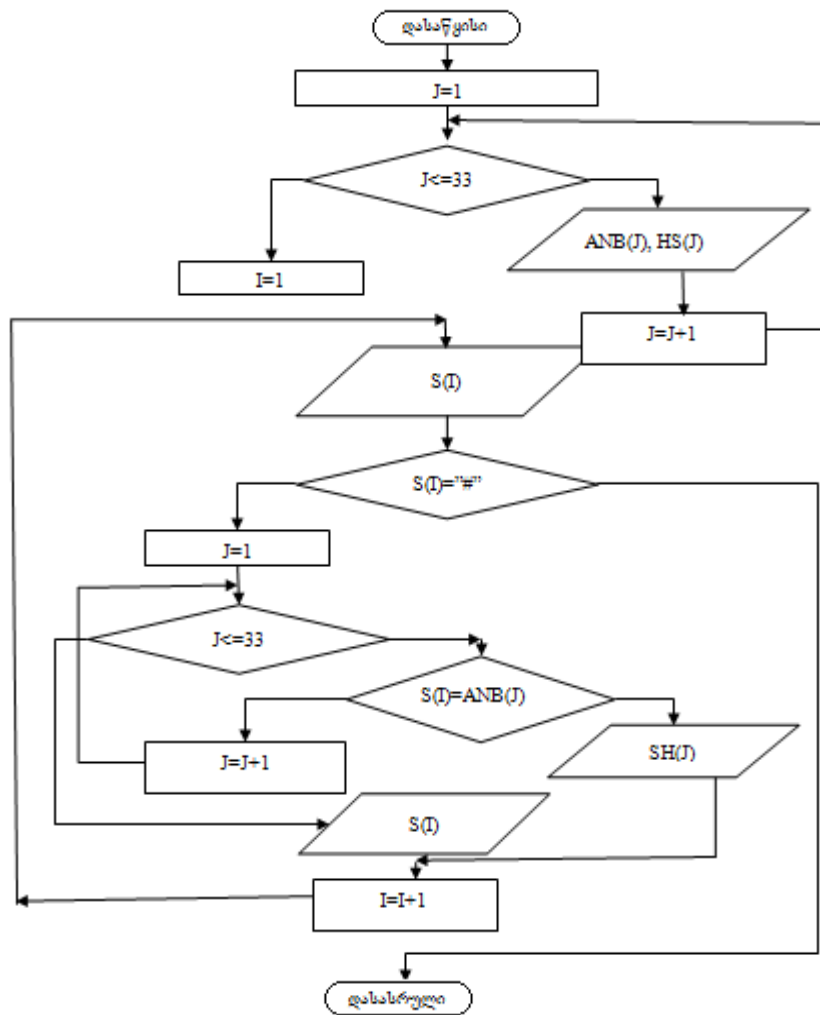 დასაწყისი
J=1
J<=33
ANB(J), HS(J)
I=1
J=J+1
S(I)
S(I)=”#”
J=1
J<=33
S(I)=ANB(J)
SH(J)
J=J+1
S(I)
I=I+1
დასასრული